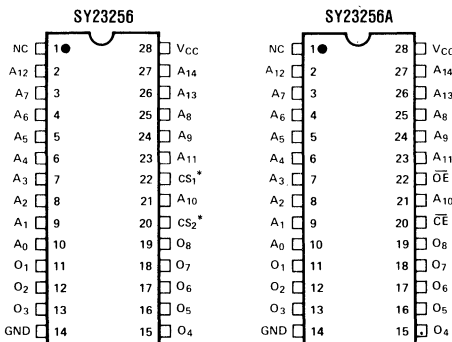 SY23256 SY23256A
NC 1 28 VCC NC 1 28 VCC
A12 2 27 A14 A12 2 27 A14
A7 3 26 A13 A7 3 26 A13
A6 4 25 A8 A6 4 25 A8
A5 5 24 A9 A5 5 24 A9
A4 6 23 A11 A4 6 23 A11
A3 7 22 CS1* A3 7 22 OE
A2 8 21 A10 A2 8 21 A10
A1 9 20 CS2* A1 9 20 CE
A0 10 19 O8 A0 10 19 O8
O1 11 18 O7 O1 11 18 O7
O2 12 17 O6 O2 12 17 O6
O3 13 16 O5 O3 13 16 O5
GND 14 15 O4 GND 14 15 O4